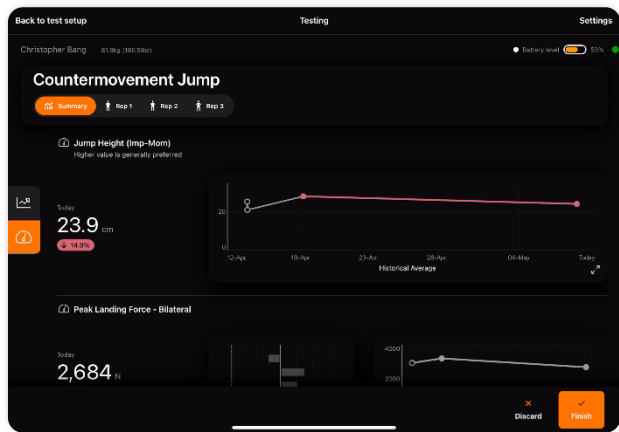 Back to test setup
Testing
Settings
Christopher Bang 81.9kg (180.5lbs)
Battery level 53%
Countermovement Jump
Summary
Rep 1
Rep 2
Rep 3
Jump Height (Imp-Mom)
Higher value is generally preferred
Today
23.9 cm
↓ 14.0%
20
0
12-Apr. 18-Apr. 23-Apr. 28-Apr. 04-May Today
Historical Average
Peak Landing Force - Bilateral
Today
2,684 N
4000
2000
Discard
Finish